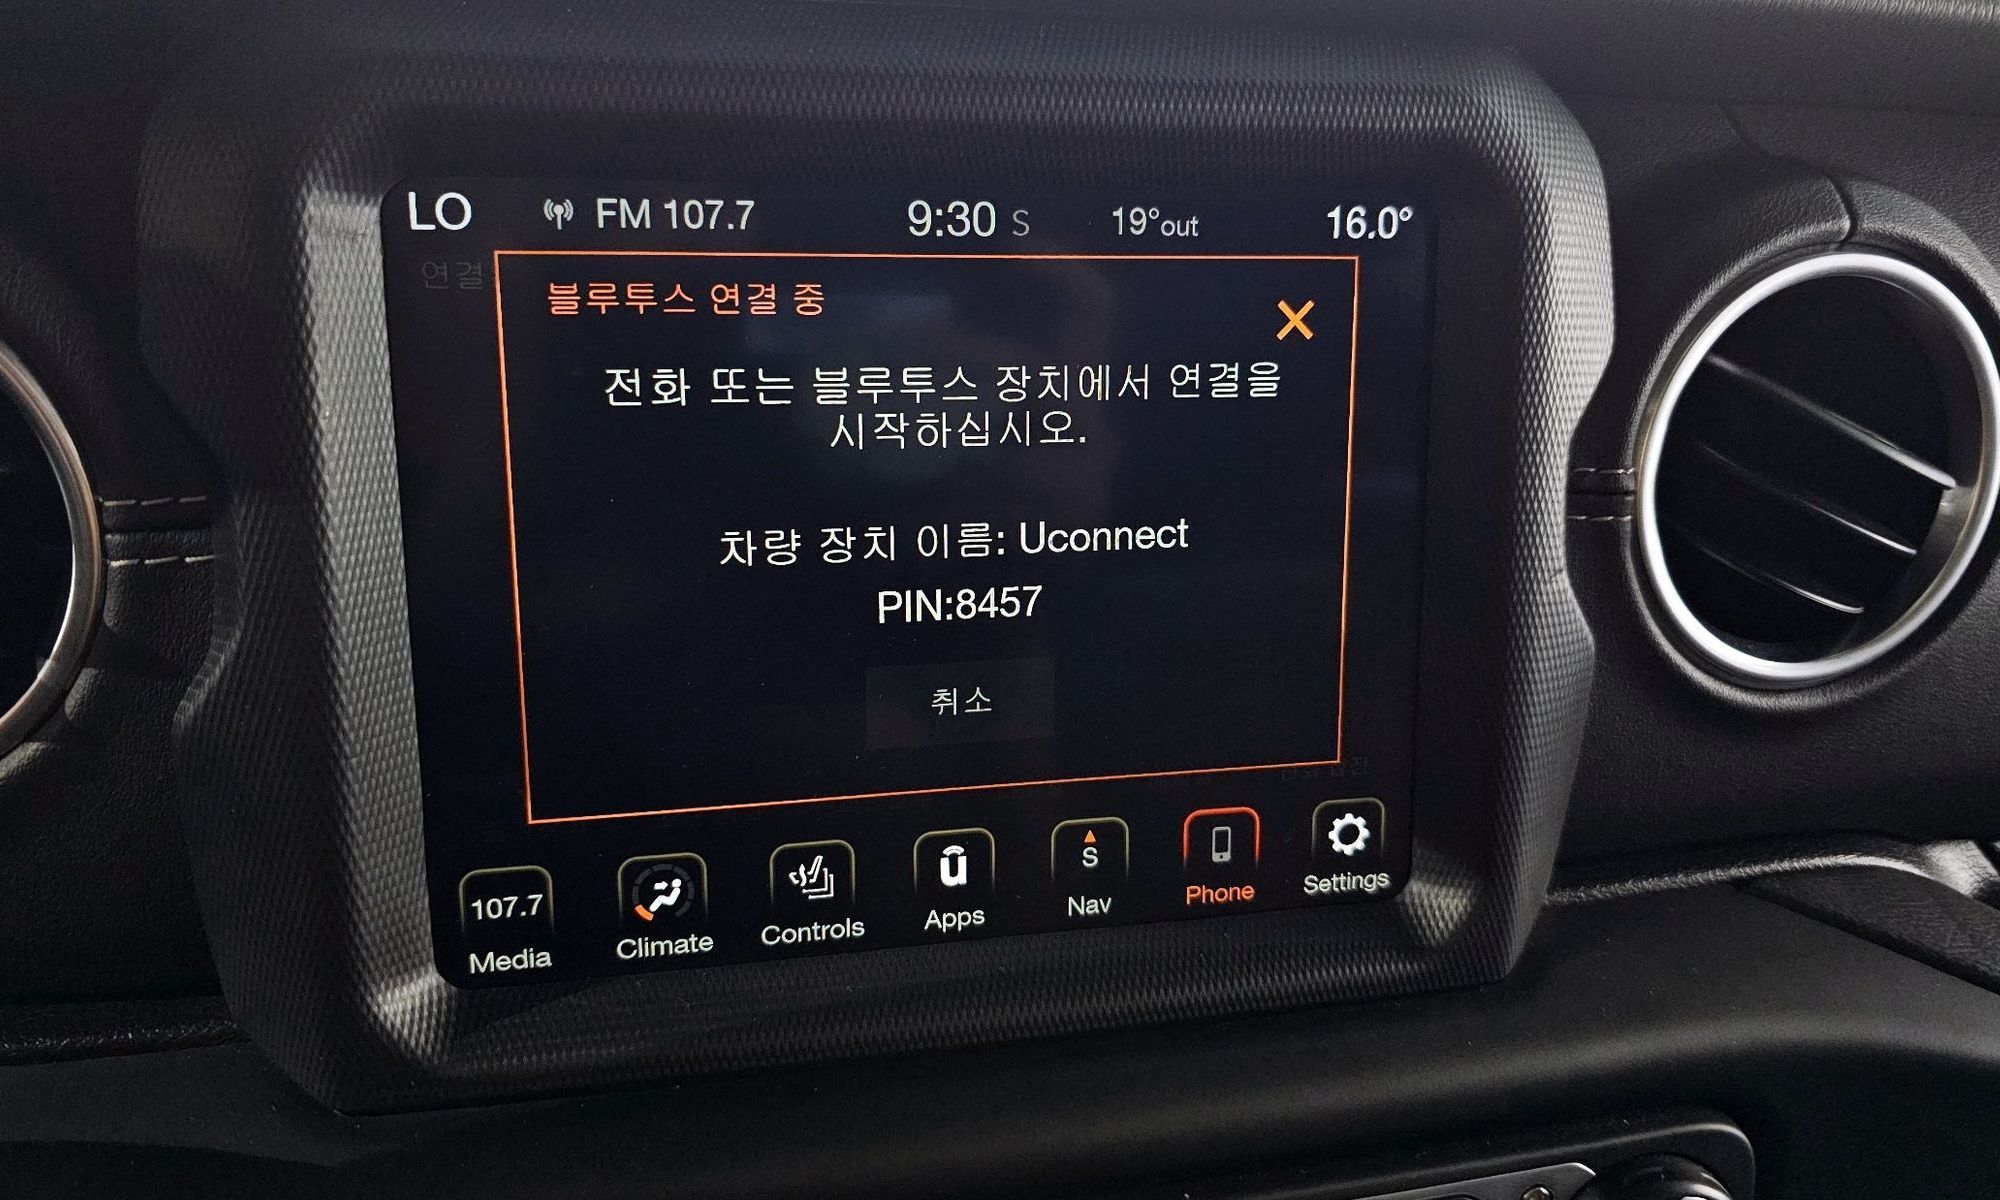 LO FM 107.7 9:30 S 19°out 16.0°
연결
블루투스 연결 중
전화 또는 블루투스 장치에서 연결을
시작하십시오.
차량 장치 이름: Uconnect
PIN:8457
취소
107.7 S
Media Climate Controls Apps Nav Phone Settings